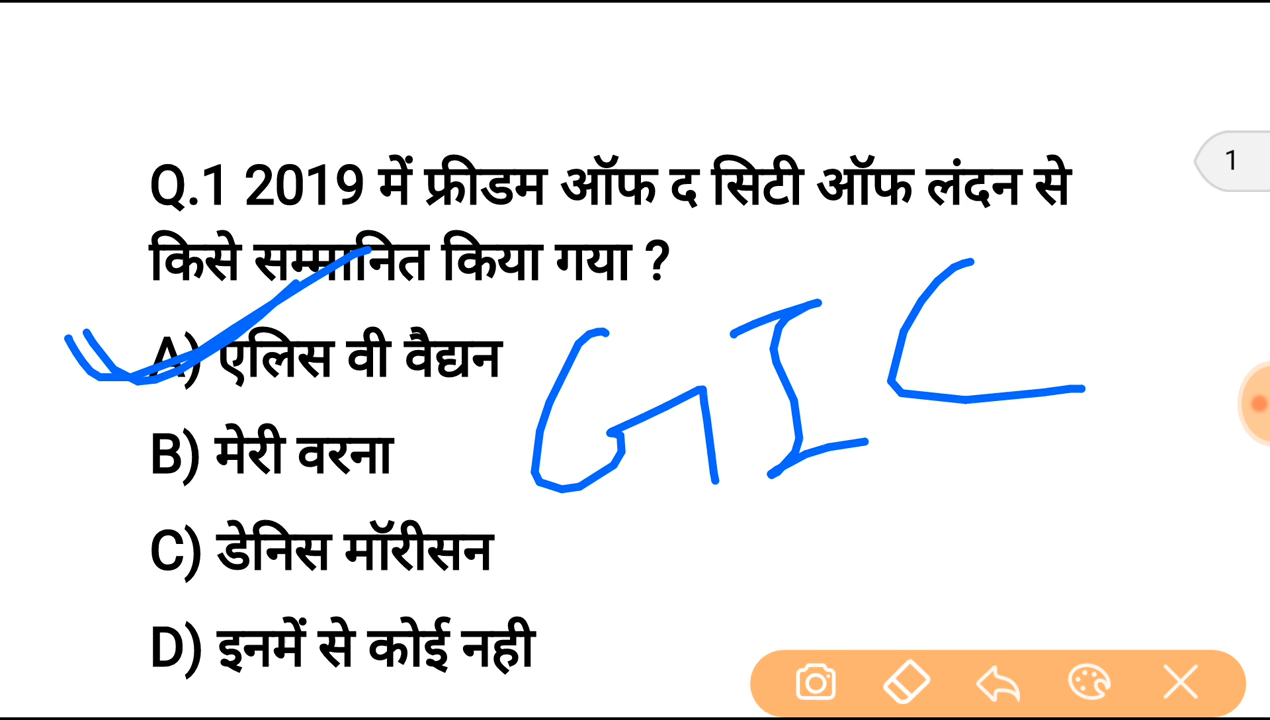 1
Q.1 2019 में फ्रीडम ऑफ द सिटी ऑफ लंदन से
किसे सम्मानित किया गया ?
A) एलिस वी वैद्यन
GIC
B) मेरी वरना
C) डेनिस मॉरीसन
D) इनमें से कोई नही